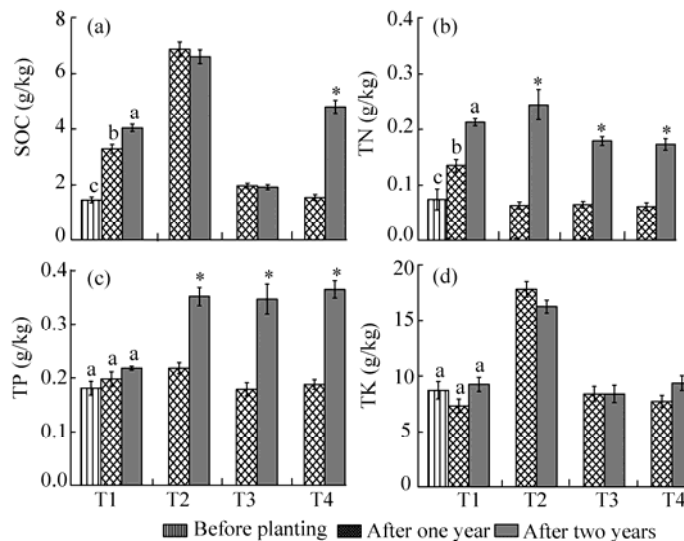 (a)
SOC (g/kg)
8
6
4
2
0
c
b
a
*
(b)
TN (g/kg)
0.4
0.3
0.2
0.1
0.0
c
b
a
*
*
*
(c)
TP (g/kg)
0.4
0.3
0.2
0.1
0.0
a
a
a
*
*
*
T1 T2 T3 T4
(d)
TK (g/kg)
20
15
10
5
0
a
a
a
T1 T2 T3 T4
Before planting After one year After two years